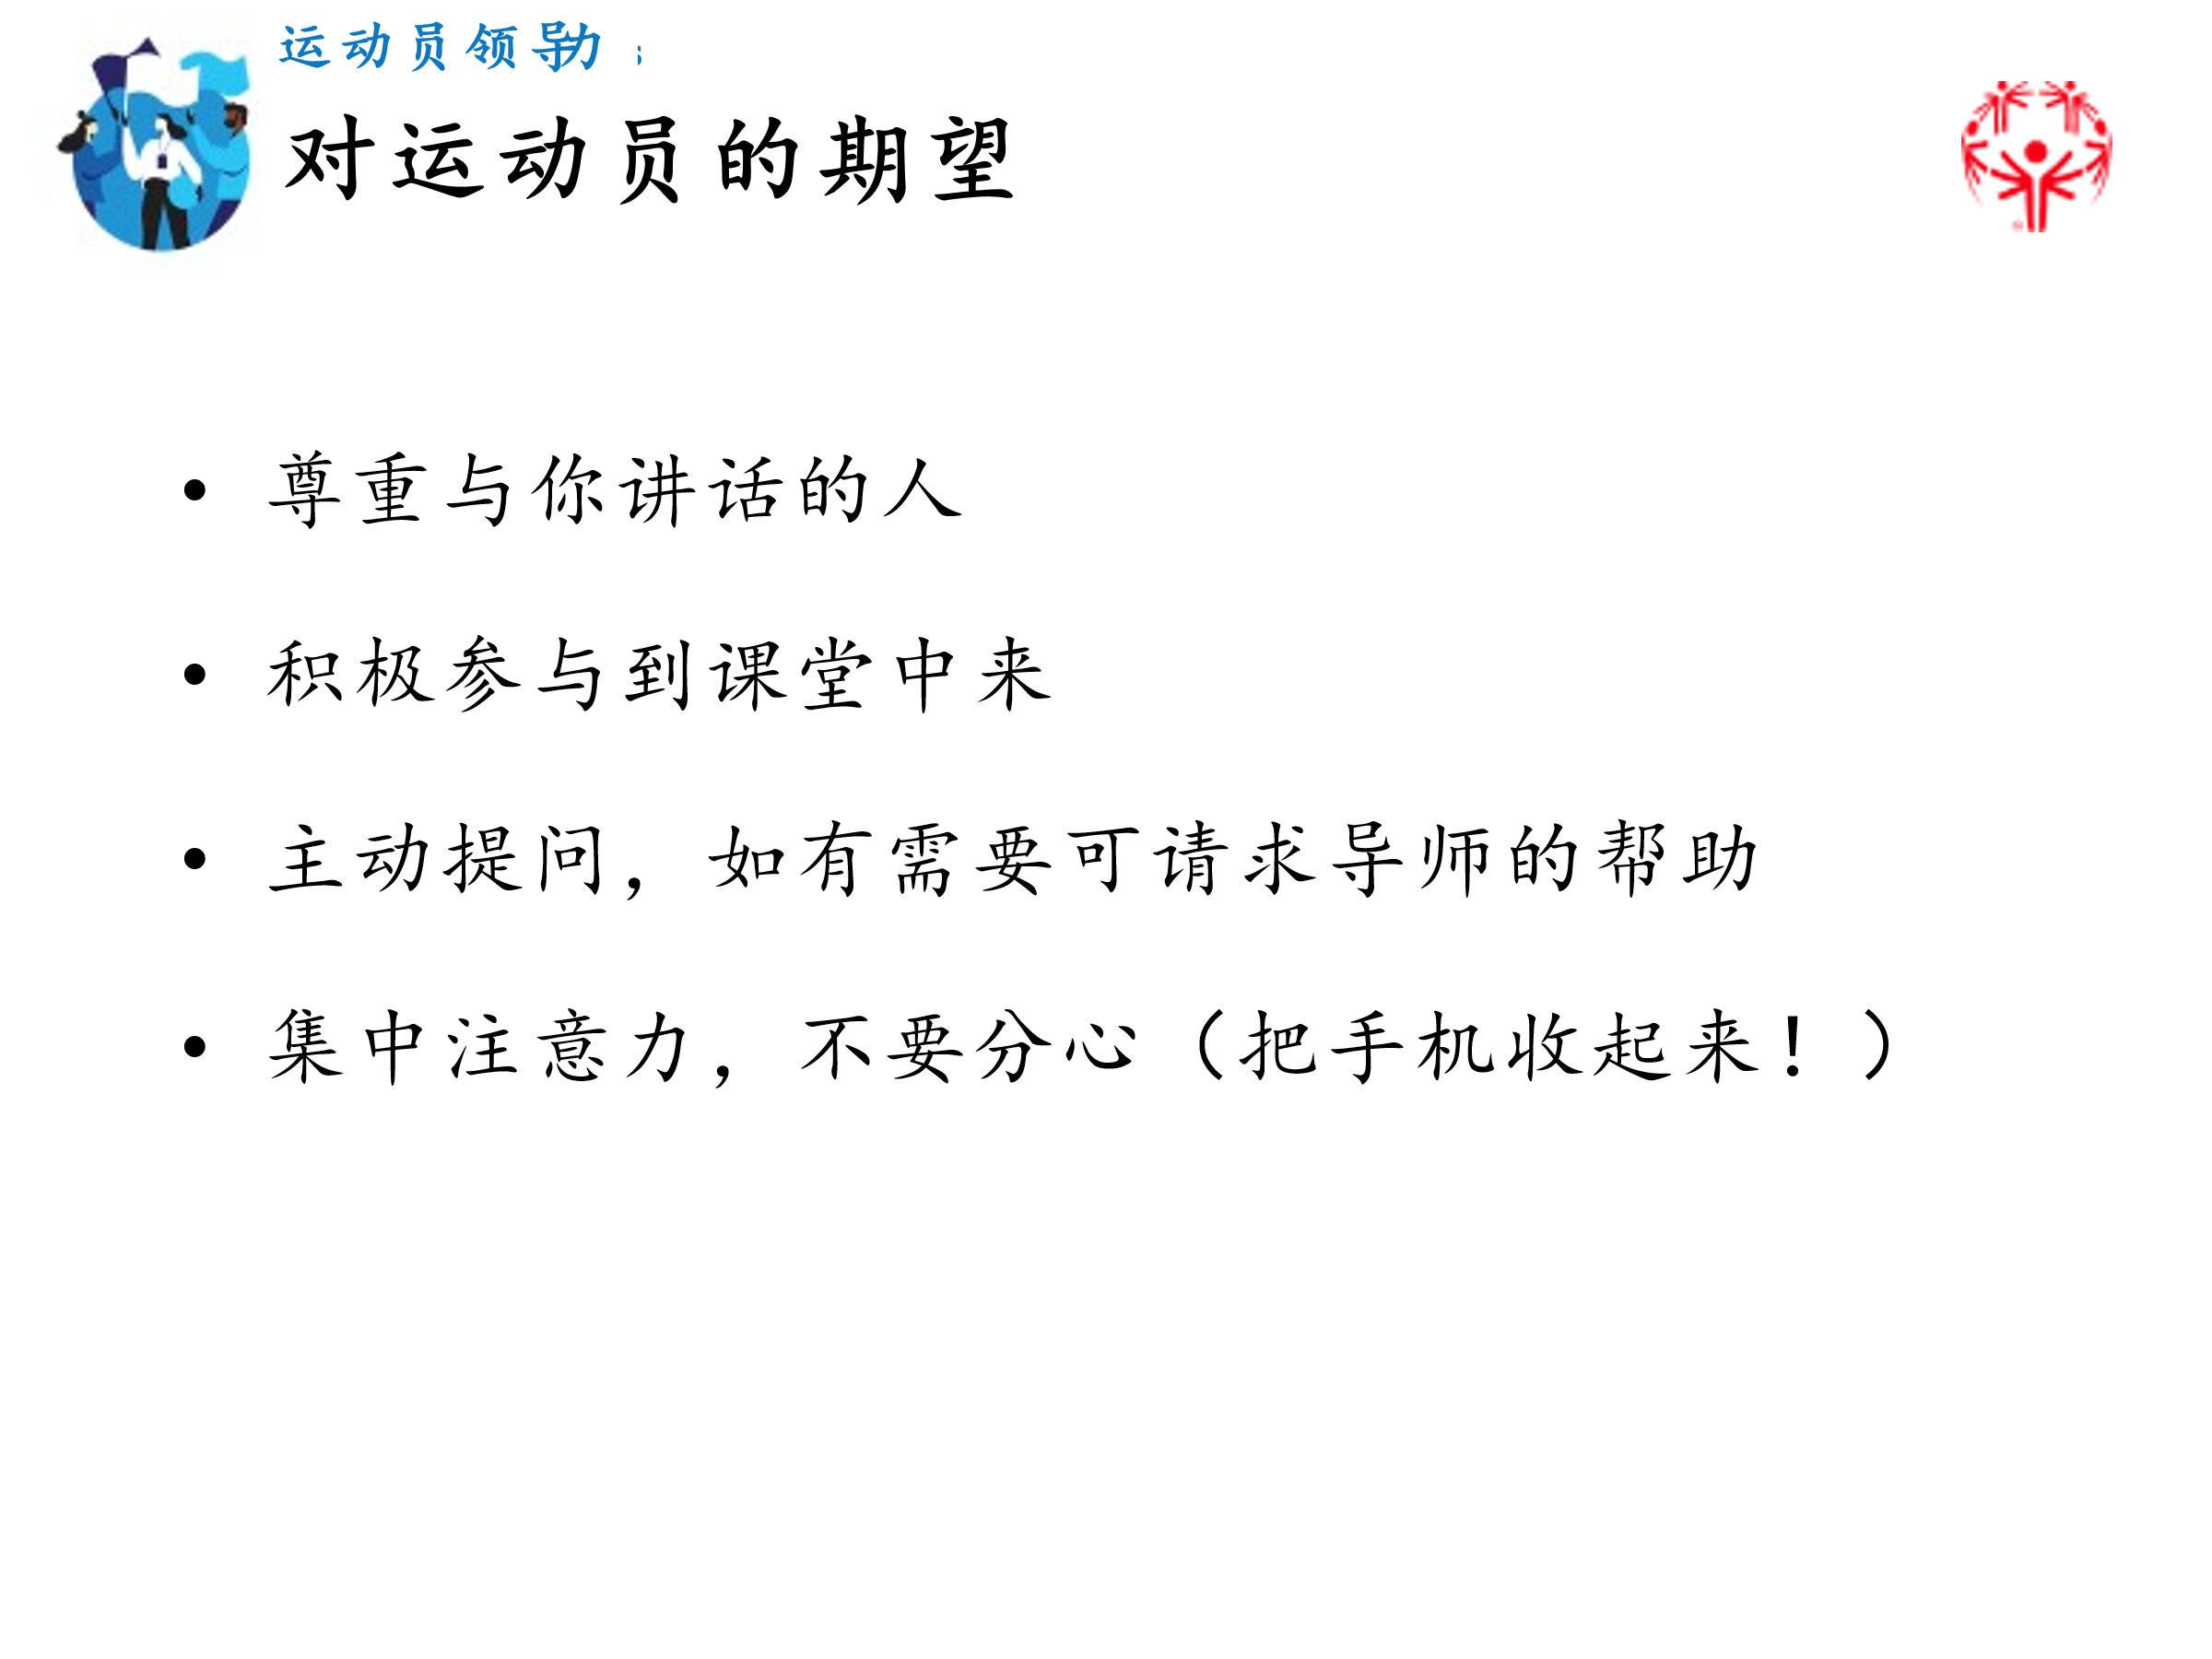 运动员领导力
对运动员的期望
• 尊重与你讲话的人
• 积极参与到课堂中来
• 主动提问，如有需要可请求导师的帮助
• 集中注意力，不要分心（把手机收起来！）